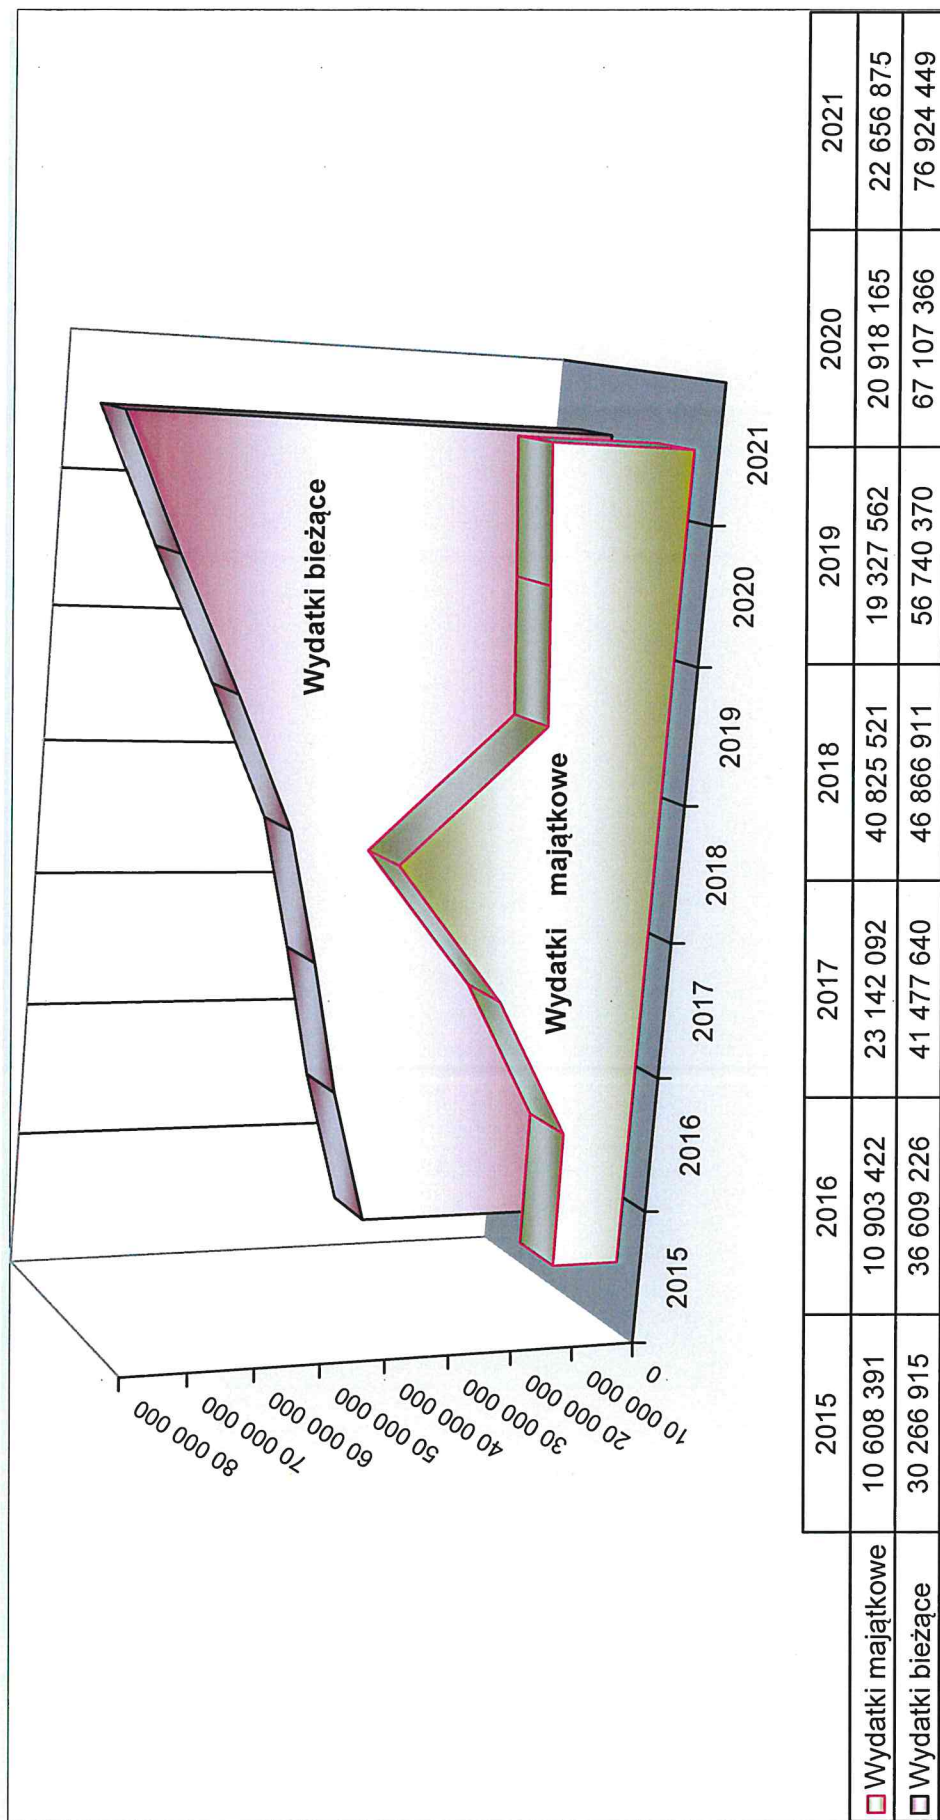 80 000 000
70 000 000
60 000 000
50 000 000
40 000 000
30 000 000
20 000 000
10 000 000
0
Wydatki bieżące
Wydatki majątkowe
2015 2016 2017 2018 2019 2020 2021
2015 2016 2017 2018 2019 2020 2021
Wydatki majątkowe 10 608 391 10 903 422 23 142 092 40 825 521 19 327 562 20 918 165 22 656 875
Wydatki bieżące 30 266 915 36 609 226 41 477 640 46 866 911 56 740 370 67 107 366 76 924 449